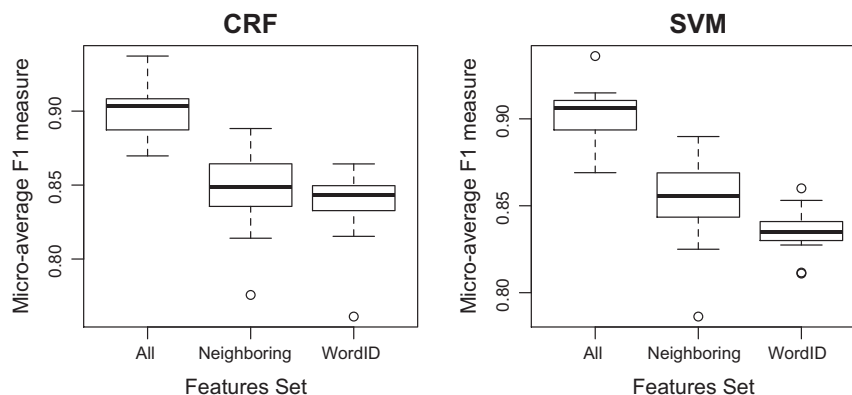 CRF
Micro-average F1 measure
0.90
0.85
0.80
All
Neighboring
WordID
Features Set
SVM
Micro-average F1 measure
0.90
0.85
0.80
All
Neighboring
WordID
Features Set